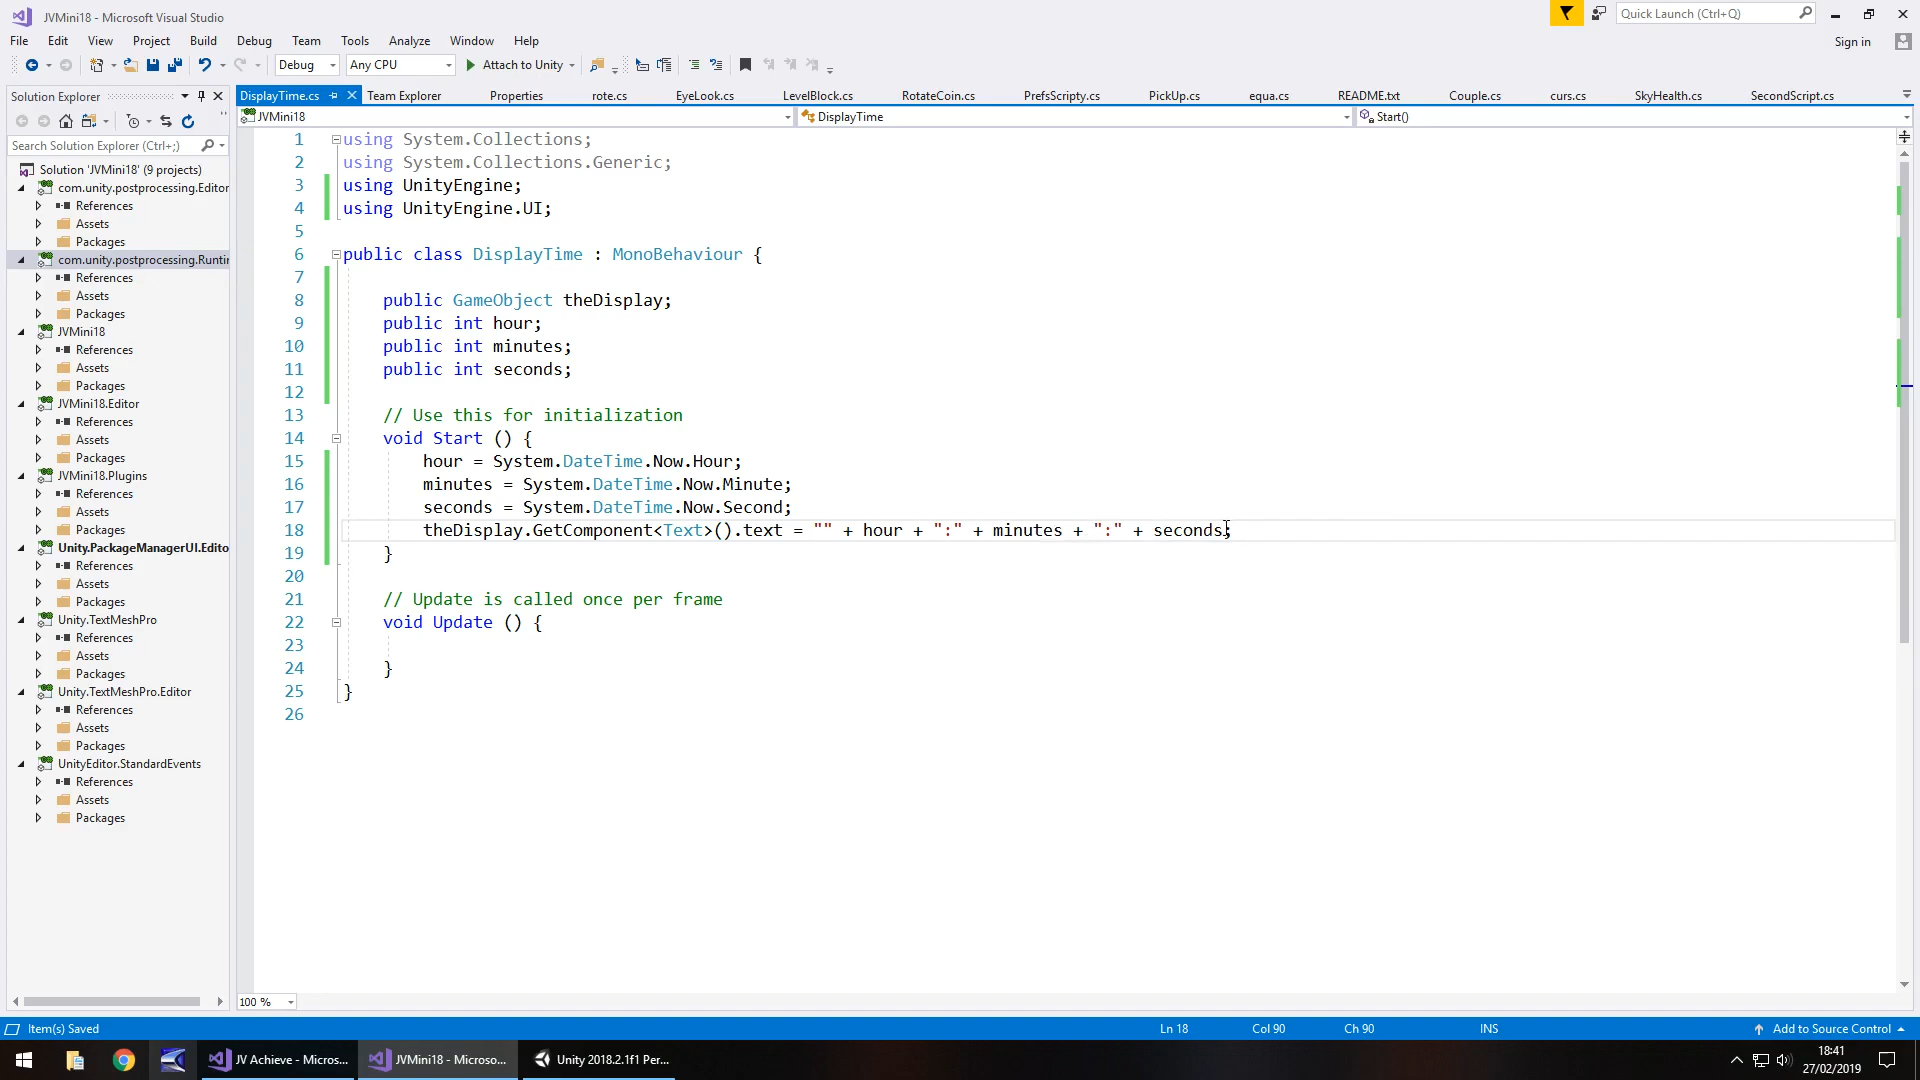 JVMini18 - Microsoft Visual Studio
Quick Launch (Ctrl+Q)
File Edit View Project Build Debug Team Tools Analyze Window Help
Sign in
Debug Any CPU Attach to Unity
Solution Explorer
DisplayTime.cs Team Explorer Properties rote.cs EyeLook.cs LevelBlock.cs RotateCoin.cs PrefsScripty.cs PickUp.cs equa.cs README.txt Couple.cs curs.cs SkyHealth.cs SecondScript.cs
JVMini18 DisplayTime Start()
Search Solution Explorer (Ctrl+;)
Solution 'JVMini18' (9 projects)
com.unity.postprocessing.Editor
References
Assets
Packages
com.unity.postprocessing.Runtir
References
Assets
Packages
JVMini18
References
Assets
Packages
JVMini18.Editor
References
Assets
Packages
JVMini18.Plugins
References
Assets
Packages
Unity.PackageManagerUI.Edito
References
Assets
Packages
Unity.TextMeshPro
References
Assets
Packages
Unity.TextMeshPro.Editor
References
Assets
Packages
UnityEditor.StandardEvents
References
Assets
Packages
1 using System.Collections;
2 using System.Collections.Generic;
3 using UnityEngine;
4 using UnityEngine.UI;
5
6 public class DisplayTime : MonoBehaviour {
7
8 public GameObject theDisplay;
9 public int hour;
10 public int minutes;
11 public int seconds;
12
13 // Use this for initialization
14 void Start () {
15 hour = System.DateTime.Now.Hour;
16 minutes = System.DateTime.Now.Minute;
17 seconds = System.DateTime.Now.Second;
18 theDisplay.GetComponent<Text>().text = "" + hour + ":" + minutes + ":" + seconds;
19 }
20
21 // Update is called once per frame
22 void Update () {
23
24 }
25 }
26
100 %
Item(s) Saved Ln 18 Col 90 Ch 90 INS Add to Source Control
JV Achieve - Micros... JVMini18 - Microso... Unity 2018.2.1f1 Per...
18:41
27/02/2019